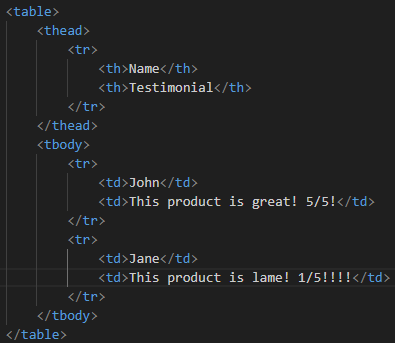 <table>
<thead>
<tr>
<th>Name</th>
<th>Testimonial</th>
</tr>
</thead>
<tbody>
<tr>
<td>John</td>
<td>This product is great! 5/5!</td>
</tr>
<tr>
<td>Jane</td>
<td>This product is lame! 1/5!!!!</td>
</tr>
</tbody>
</table>